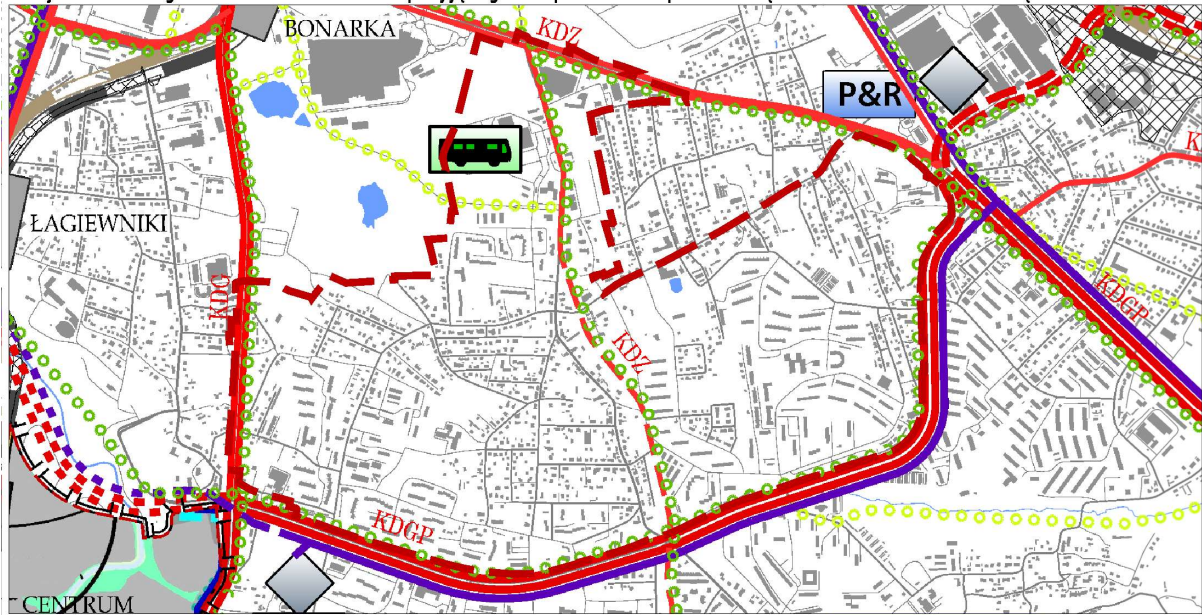 BONARKA
KDZ
P&R
K
ŁAGIEWNIKI
KDG
KDGP
KDZ
KDGP
CENTRUM